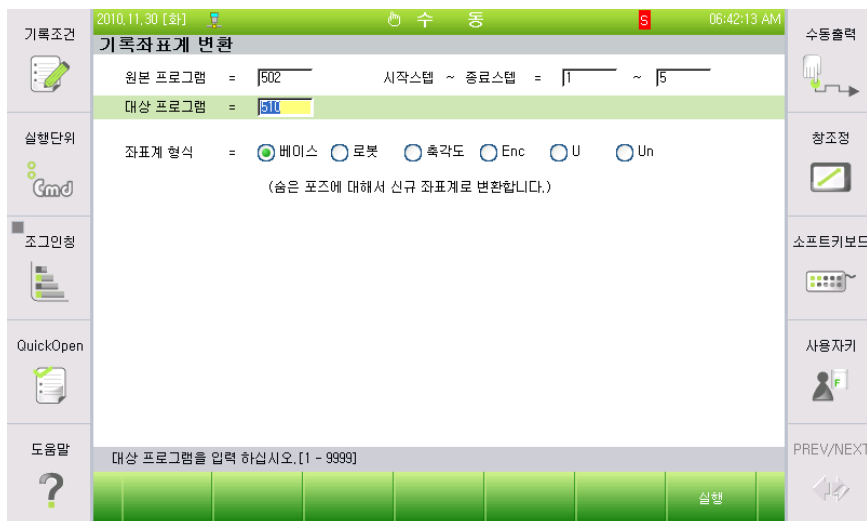 기록조건
실행단위
Cmd
조그인칭
QuickOpen
도움말
?
2010.11.30 [화] 수 동 S 06:42:13 AM
기록좌표계 변환
원본 프로그램 = 502 시작스텝 ~ 종료스텝 = 1 ~ 5
대상 프로그램 = 510
좌표계 형식 = 베이스 로봇 축각도 Enc U Un
(숨은 포즈에 대해서 신규 좌표계로 변환합니다.)
대상 프로그램을 입력 하십시오.[1 - 9999]
실행
수동출력
창조정
소프트키보드
사용자키
F
PREV/NEXT